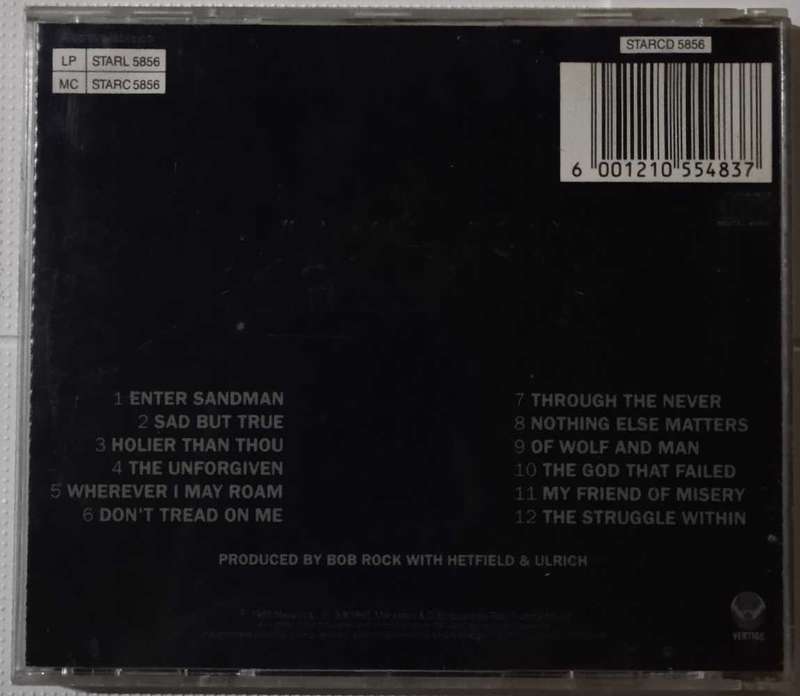 LP STARL 5856
MC STARC 5856
STARCD 5856
6 001210 554837
1 ENTER SANDMAN
2 SAD BUT TRUE
3 HOLIER THAN THOU
4 THE UNFORGIVEN
5 WHEREVER I MAY ROAM
6 DON'T TREAD ON ME
7 THROUGH THE NEVER
8 NOTHING ELSE MATTERS
9 OF WOLF AND MAN
10 THE GOD THAT FAILED
11 MY FRIEND OF MISERY
12 THE STRUGGLE WITHIN
PRODUCED BY BOB ROCK WITH HETFIELD & ULRICH
VERTIGO